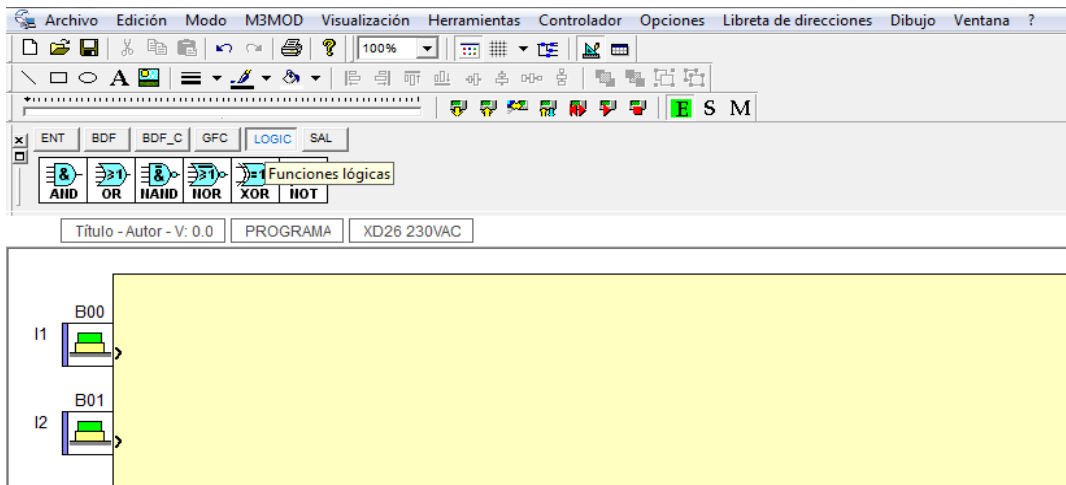 Archivo Edición Modo M3MOD Visualización Herramientas Controlador Opciones Libreta de direcciones Dibujo Ventana ?
100%
A
E S M
ENT BDF BDF_C GFC LOGIC SAL
& ≥1 & ≥1 =1 Funciones lógicas
AND OR NAND NOR XOR NOT
Título - Autor - V: 0.0 PROGRAMA XD26 230VAC
B00
I1
B01
I2